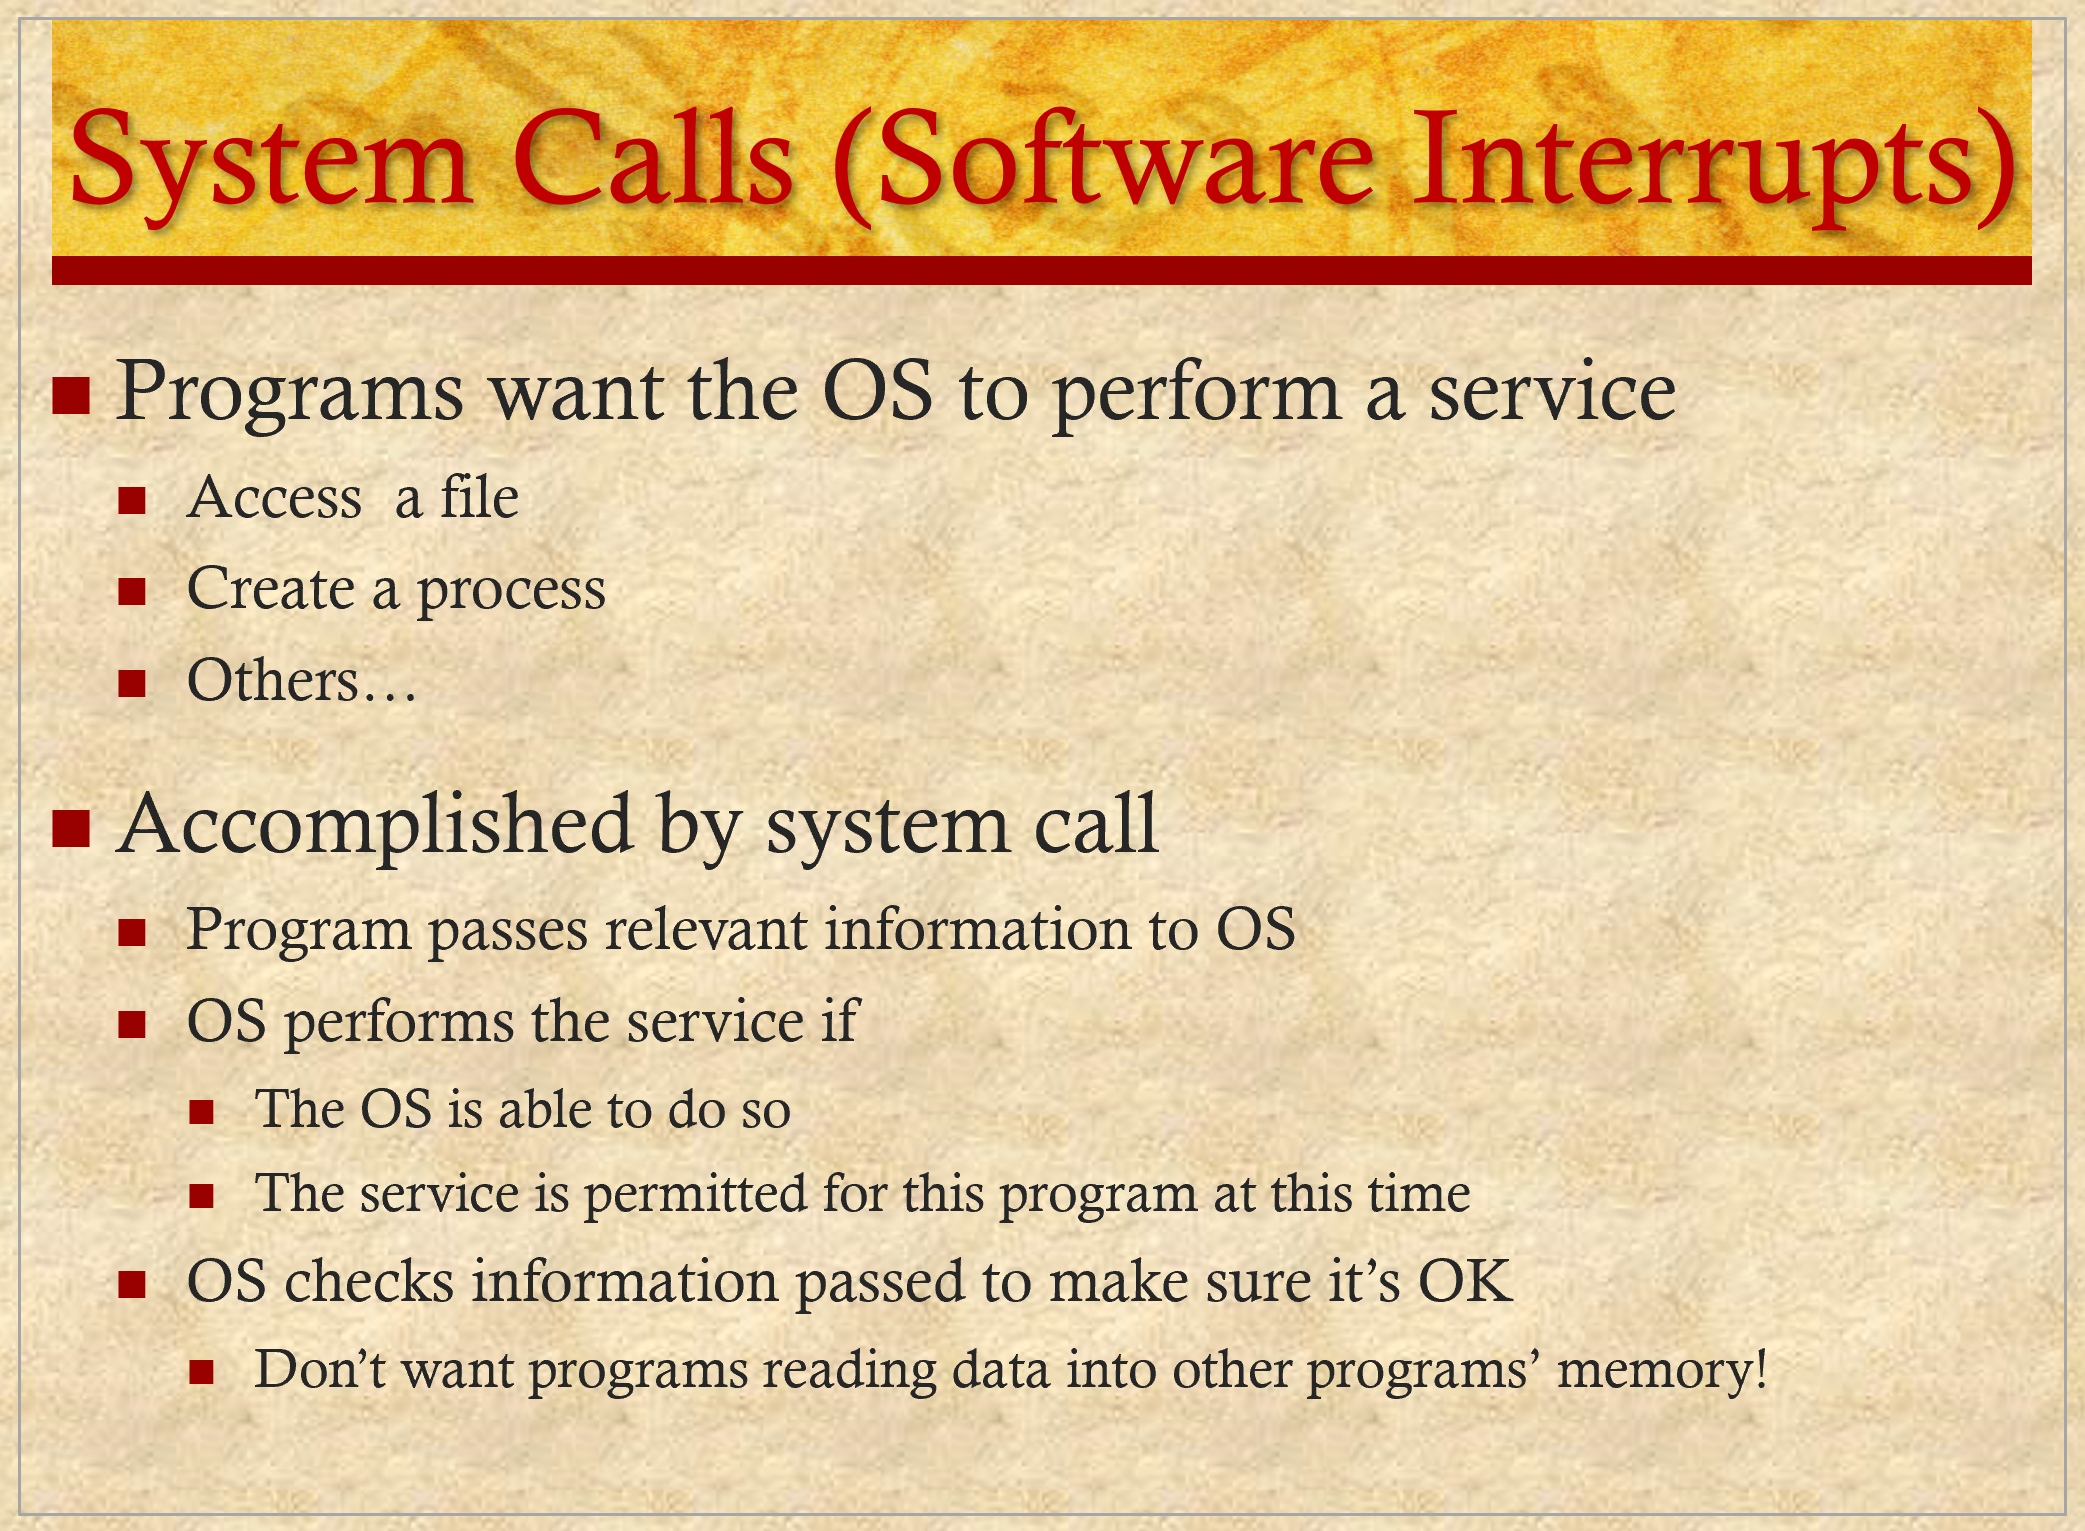 System Calls (Software Interrupts)
Programs want the OS to perform a service
Access  a file
Create a process
Others…
Accomplished by system call
Program passes relevant information to OS
OS performs the service if
The OS is able to do so
The service is permitted for this program at this time
OS checks information passed to make sure it’s OK
Don’t want programs reading data into other programs’ memory!